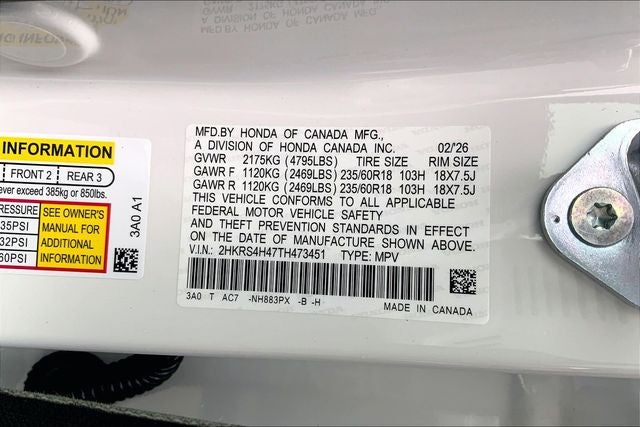 INFORMATION
FRONT 2 REAR 3
ever exceed 385kg or 850lbs.
PRESSURE
35PSI
32PSI
60PSI
SEE OWNER'S
MANUAL FOR
ADDITIONAL
INFORMATION
3A0 A1
MFD.BY HONDA OF CANADA MFG.,
A DIVISION OF HONDA CANADA INC. 02/'26
GVWR 2175KG (4795LBS) TIRE SIZE RIM SIZE
GAWR F 1120KG (2469LBS) 235/60R18 103H 18X7.5J
GAWR R 1120KG (2469LBS) 235/60R18 103H 18X7.5J
THIS VEHICLE CONFORMS TO ALL APPLICABLE
FEDERAL MOTOR VEHICLE SAFETY
AND THEFT PREVENTION STANDARDS IN EFFECT
ON THE DATE OF MANUFACTURE SHOWN ABOVE.
V.I.N.: 2HKRS4H47TH473451 TYPE: MPV
3A0 T AC7 -NH883PX -B -H
MADE IN CANADA